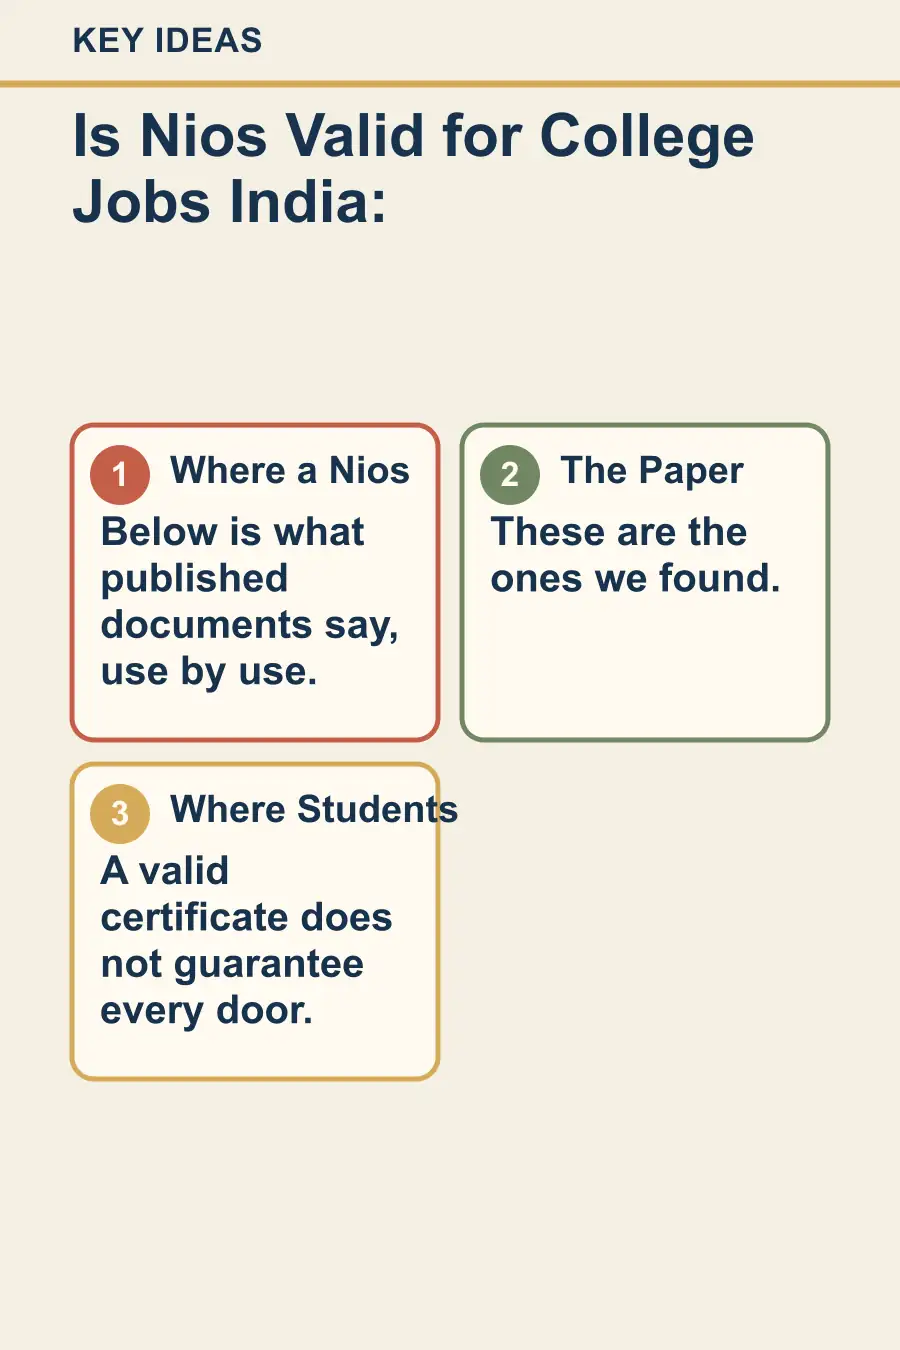 KEY IDEAS
Is Nios Valid for College
Jobs India:
1 Where a Nios
Below is what
published
documents say,
use by use.
2 The Paper
These are the
ones we found.
3 Where Students
A valid
certificate does
not guarantee
every door.